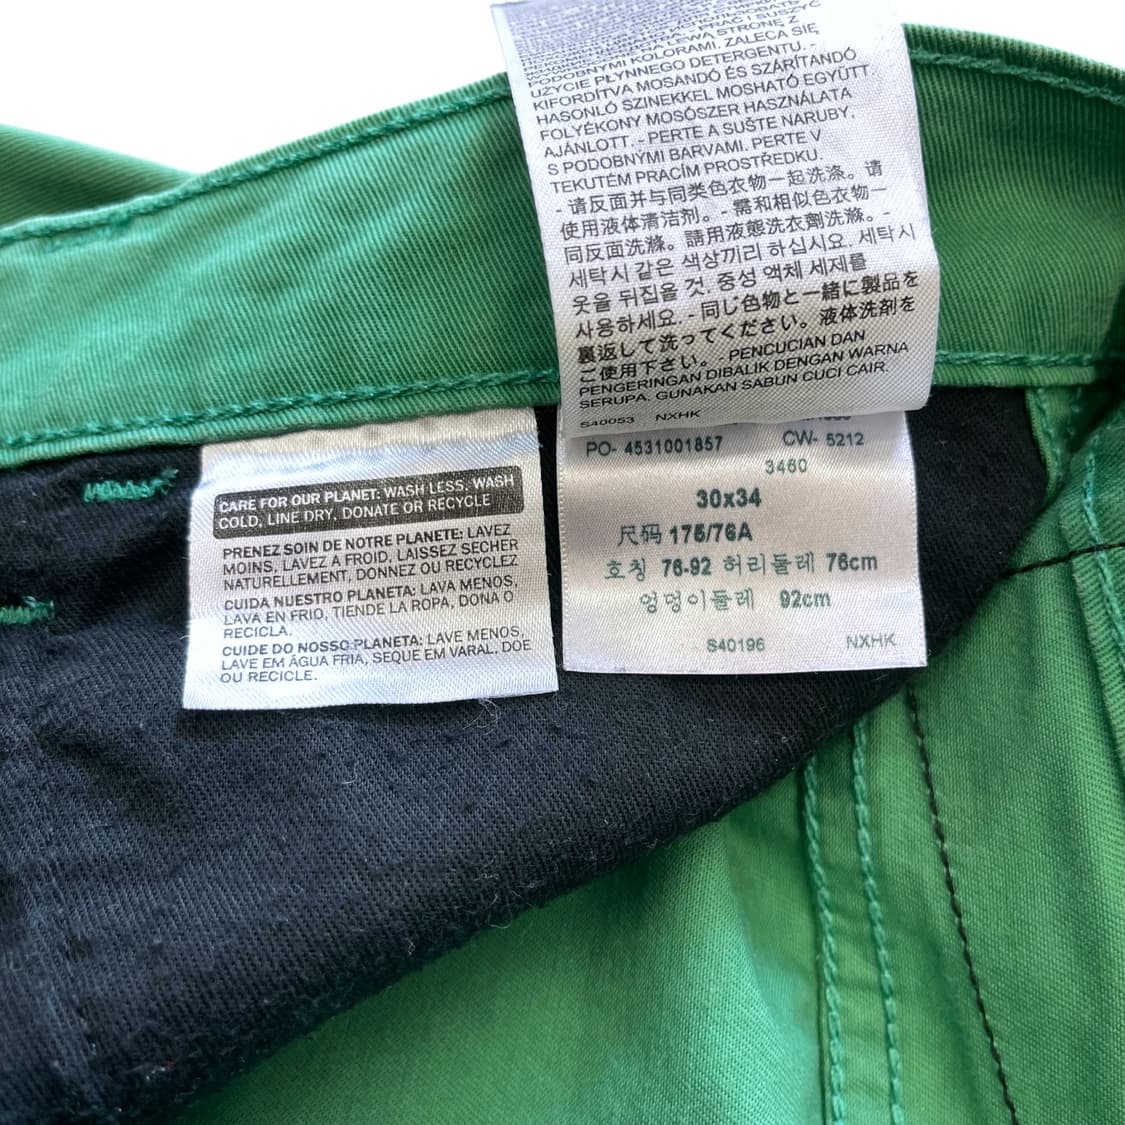 PODOBNYMI KOLORAMI. ZALECA SIĘ
UŻYCIE PŁYNNEGO DETERGENTU. -
KIFORDÍTVA MOSANDÓ ÉS SZÁRÍTANDÓ
HASONLÓ SZINEKKEL MOSHATÓ EGYÜTT.
FOLYÉKONY MOSÓSZER HASZNÁLATA
AJÁNLOTT. - PERTE A SUŠTE NARUBY.
S PODOBNÝMI BARVAMI. PERTE V
TEKUTÉM PRACÍM PROSTŘEDKU.
- 请反面并与同类色衣物一起洗涤。请
使用液体清洁剂。- 需和相似色衣物一
同反面洗滌。請用液態洗衣劑洗滌。-
세탁시 같은 색상끼리 하십시요. 세탁시
옷을 뒤집을 것. 중성 액체 세제를
사용하세요. - 同じ色物と一緒に製品を
裏返して洗ってください。液体洗剤を
ご使用下さい。- PENCUCIAN DAN
PENGERINGAN DIBALIK DENGAN WARNA
SERUPA. GUNAKAN SABUN CUCI CAIR.
S40053 NXHK
PO- 4531001857 CW- 5212
3460
30x34
尺码 175/76A
호칭 76-92 허리둘레 76cm
엉덩이둘레 92cm
S40196 NXHK
CARE FOR OUR PLANET: WASH LESS, WASH
COLD, LINE DRY, DONATE OR RECYCLE
PRENEZ SOIN DE NOTRE PLANETE: LAVEZ
MOINS, LAVEZ A FROID, LAISSEZ SECHER
NATURELLEMENT, DONNEZ OU RECYCLEZ
CUIDA NUESTRO PLANETA: LAVA MENOS,
LAVA EN FRIO, TIENDE LA ROPA, DONA O
RECICLA.
CUIDE DO NOSSO PLANETA: LAVE MENOS,
LAVE EM ÁGUA FRIA, SEQUE EM VARAL, DOE
OU RECICLE.